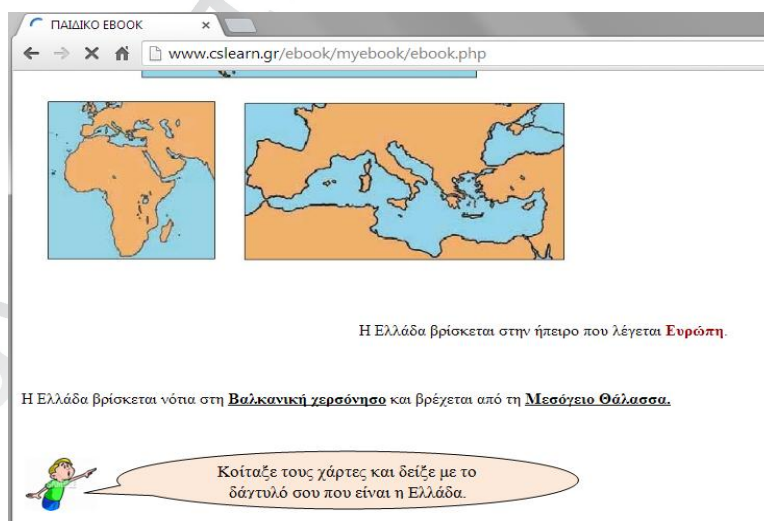 ΠΑΙΔΙΚΟ EBOOK
www.cslearn.gr/ebook/myebook/ebook.php
Η Ελλάδα βρίσκεται στην ήπειρο που λέγεται Ευρώπη.
Η Ελλάδα βρίσκεται νότια στη Βαλκανική χερσόνησο και βρέχεται από τη Μεσόγειο Θάλασσα.
Κοίταξε τους χάρτες και δείξε με το
δάχτυλό σου που είναι η Ελλάδα.